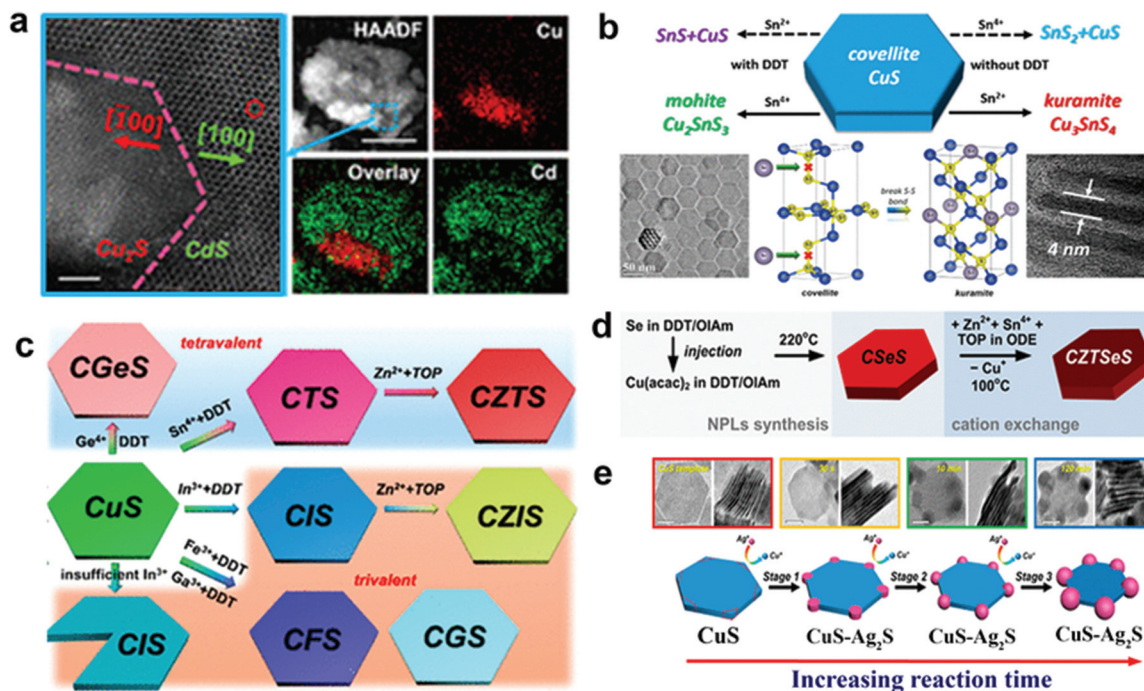 a
HAADF
Cu
[1̄00]
[100]
Cu₂S
CdS
Overlay
Cd
b
Sn²⁺
Sn⁴⁺
SnS+CuS
covellite
CuS
SnS₂+CuS
with DDT
without DDT
mohite
Cu₂SnS₃
Sn⁴⁺
Sn²⁺
kuramite
Cu₃SnS₄
break S-S
bond
50 nm
covellite
kuramite
4 nm
c
CGeS
tetravalent
CTS
Zn²⁺+TOP
CZTS
Ge⁴⁺
DDT
Sn⁴⁺+DDT
CuS
In³⁺+DDT
CIS
Zn²⁺+TOP
CZIS
Fe³⁺+DDT
Ga³⁺+DDT
insufficient In³⁺
trivalent
CIS
CFS
CGS
d
Se in DDT/OlAm
injection
Cu(acac)₂ in DDT/OlAm
220°C
CSeS
+ Zn²⁺+ Sn⁴⁺ +
TOP in ODE
− Cu⁺
100°C
CZTSeS
NPLs synthesis
cation exchange
e
CuS template
30 s
10 min
120 min
Ag⁺
Cu⁺
Ag⁺
Cu⁺
Ag⁺
Cu⁺
Stage 1
Stage 2
Stage 3
CuS
CuS-Ag₂S
CuS-Ag₂S
CuS-Ag₂S
Increasing reaction time